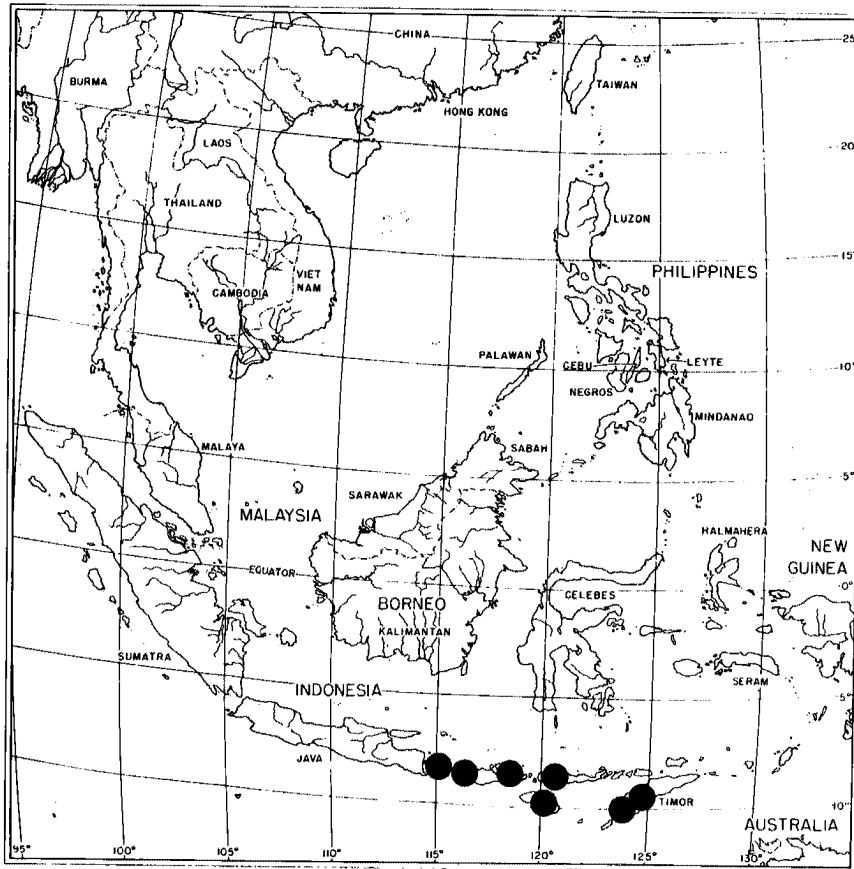 CHINA
25
BURMA
TAIWAN
HONG KONG
LAOS
20
THAILAND
LUZON
VIET
NAM
15°
PHILIPPINES
CAMBODIA
PALAWAN
CEBU
LEYTE
10°
NEGROS
MINDANAO
MALAYA
SABAH
5°
SARAWAK
MALAYSIA
HALMAHERA
NEW
GUINEA
EQUATOR
0°
CELEBES
BORNEO
KALIMANTAN
SUMATRA
SERAM
INDONESIA
5°
JAVA
TIMOR
10°
AUSTRALIA
95°
100°
105°
110°
115°
120°
125°
130°